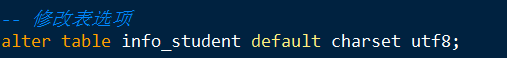 -- 修改表选项
alter table info_student default charset utf8;